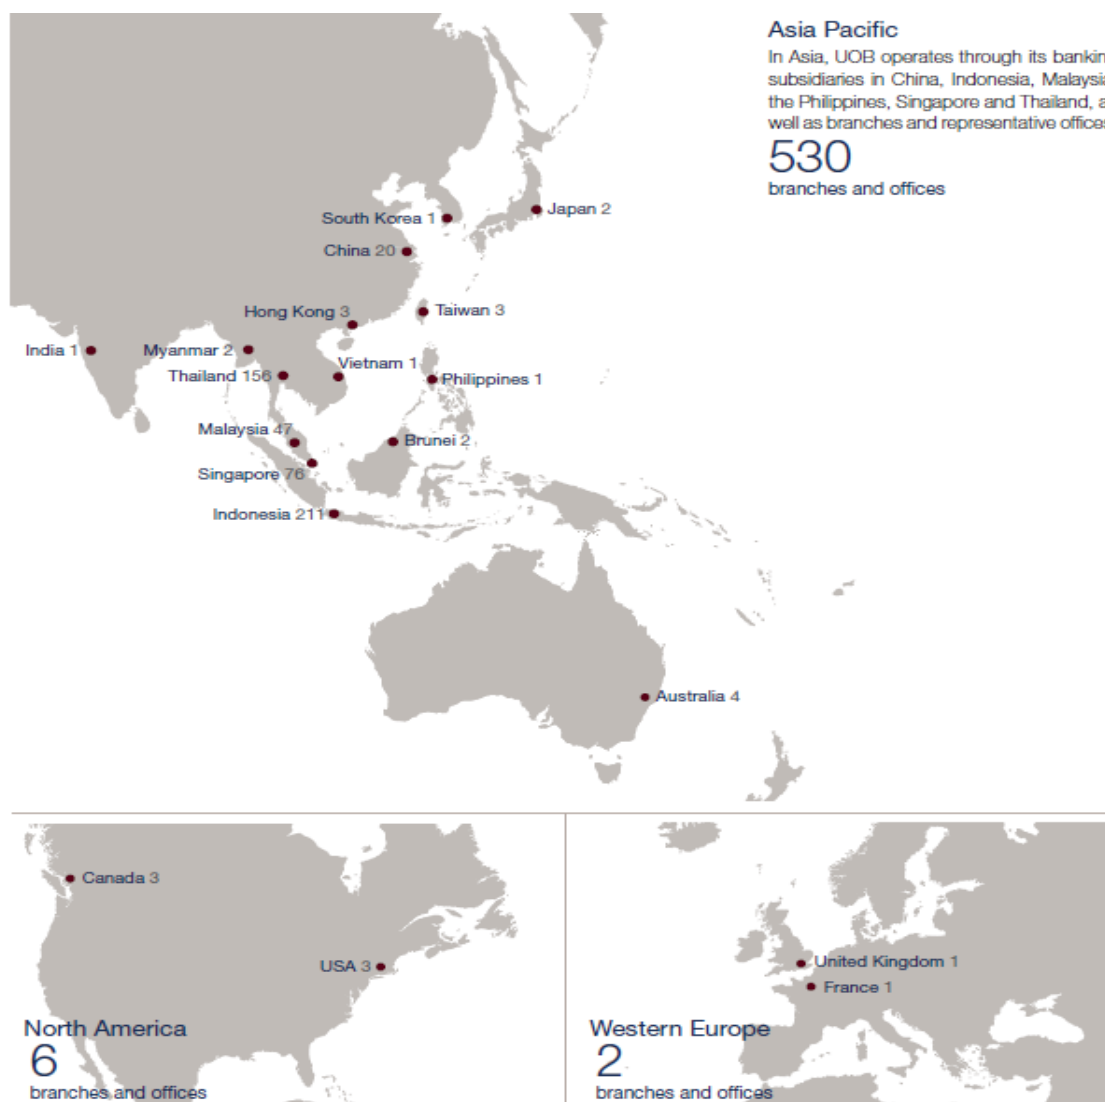 Asia Pacific
In Asia, UOB operates through its bankin
subsidiaries in China, Indonesia, Malaysia
the Philippines, Singapore and Thailand, a
well as branches and representative offices
530
branches and offices
Japan 2
South Korea 1
China 20
Hong Kong 3
Taiwan 3
India 1
Myanmar 2
Vietnam 1
Thailand 156
Philippines 1
Malaysia 47
Brunei 2
Singapore 76
Indonesia 211
Australia 4
Canada 3
USA 3
North America
6
branches and offices
United Kingdom 1
France 1
Western Europe
2
branches and offices